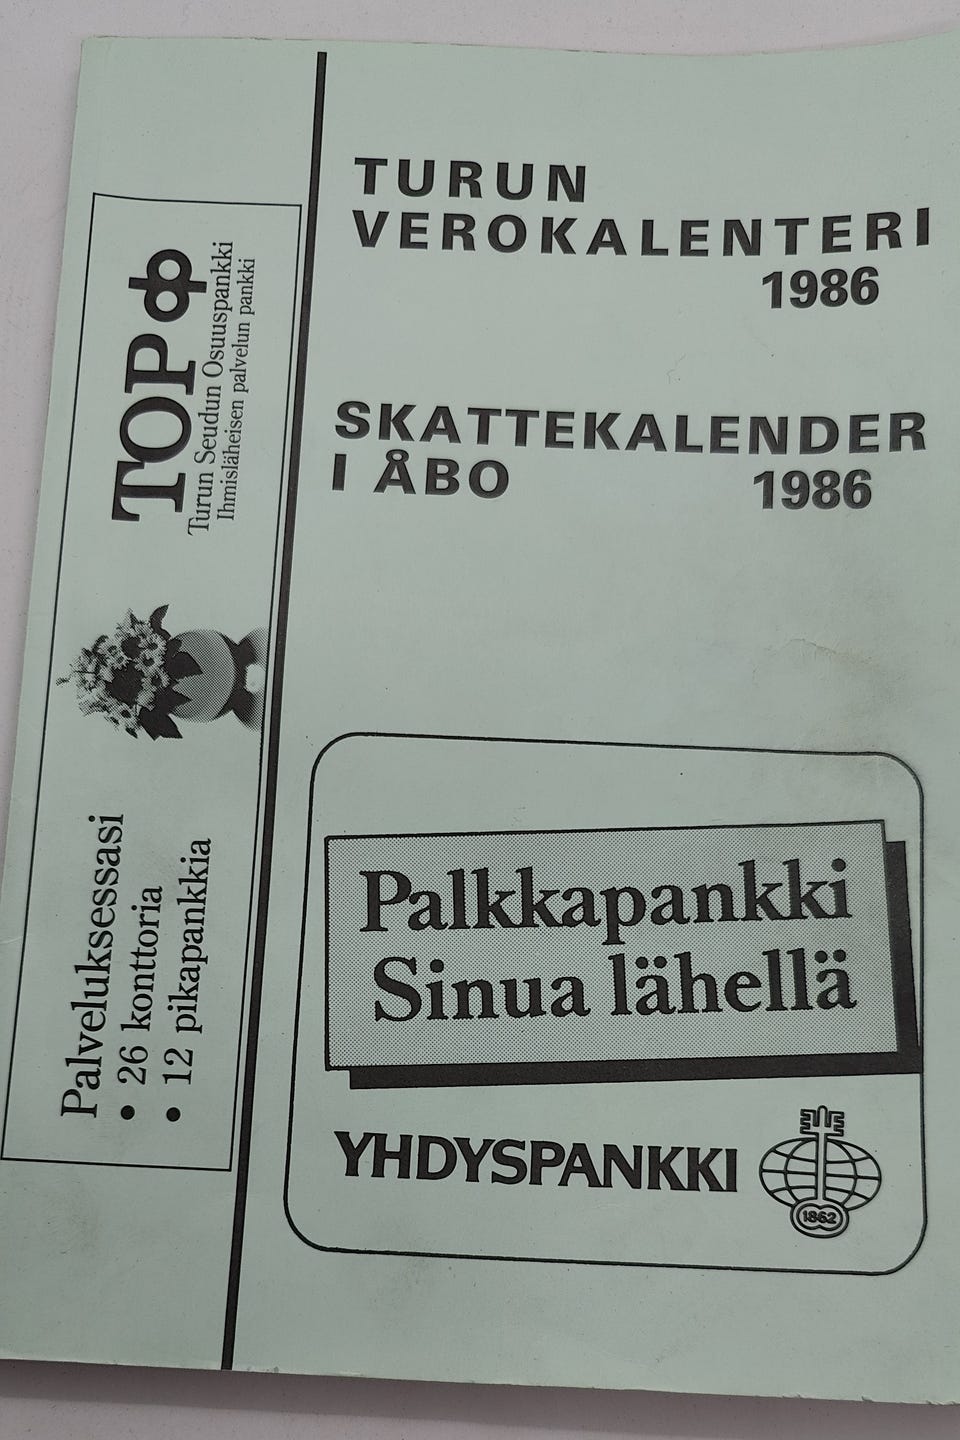 TURUN
VEROKALENTERI
1986
SKATTEKALENDER
I ÅBO 1986
TOP
Turun Seudun Osuuspankki
Ihmisläheisen palvelun pankki
Palveluksessasi
• 26 konttoria
• 12 pikapankkia
Palkkapankki
Sinua lähellä
YHDYSPANKKI
1862